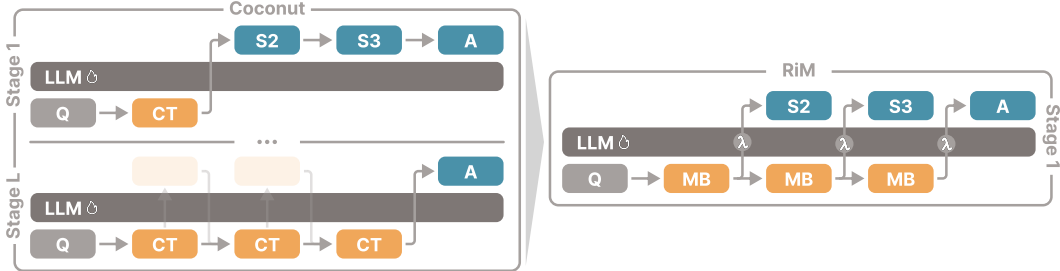 Coconut
Stage 1
S2 S3 A
LLM
Q CT
...
Stage L
A
LLM
Q CT CT CT
RiM
Stage 1
S2 S3 A
LLM λ λ λ
Q MB MB MB